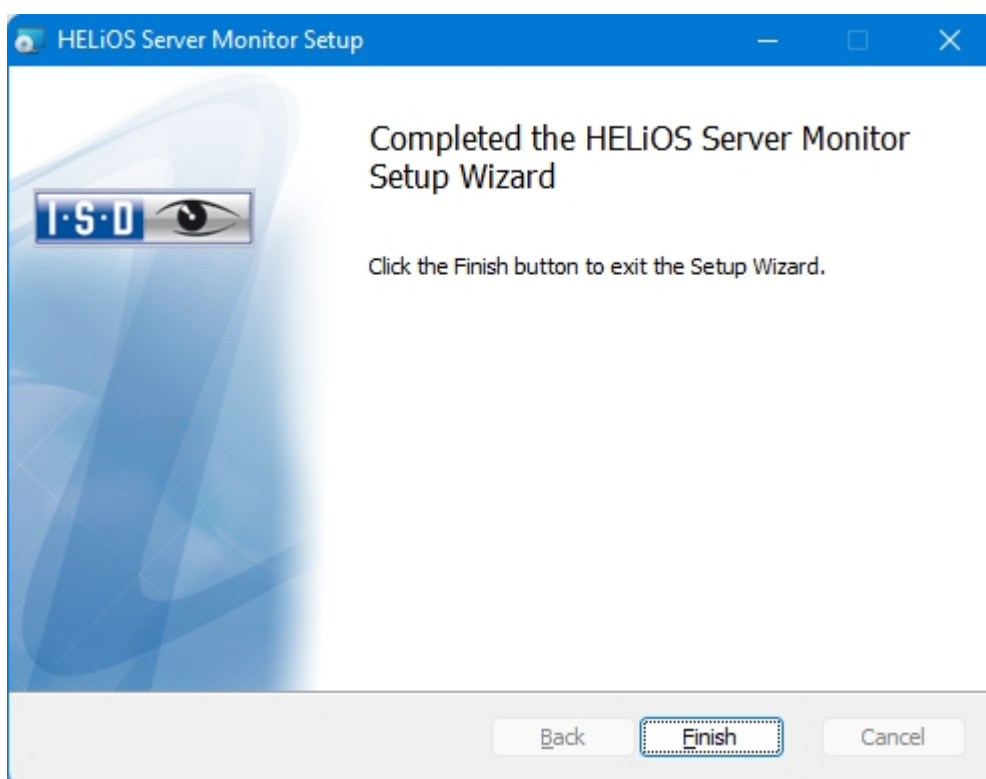 HELiOS Server Monitor Setup
Completed the HELiOS Server Monitor
Setup Wizard
I·S·D
Click the Finish button to exit the Setup Wizard.
Back
Finish
Cancel